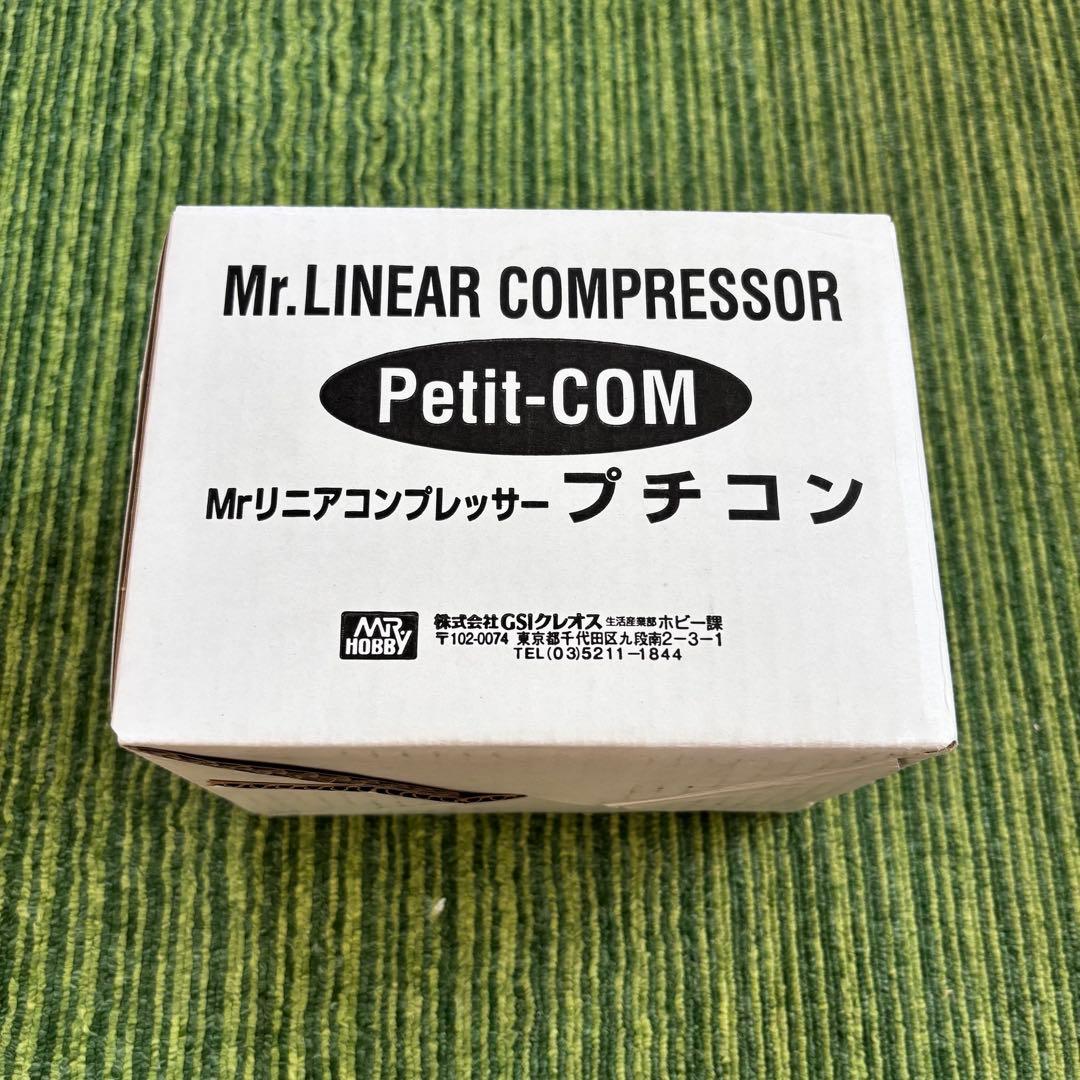 Mr.LINEAR COMPRESSOR
Petit-COM
Mrリニアコンプレッサー プチコン
MR HOBBY
株式会社GSIクレオス 生活産業部 ホビー課
〒102-0074 東京都千代田区九段南2-3-1
TEL(03)5211-1844